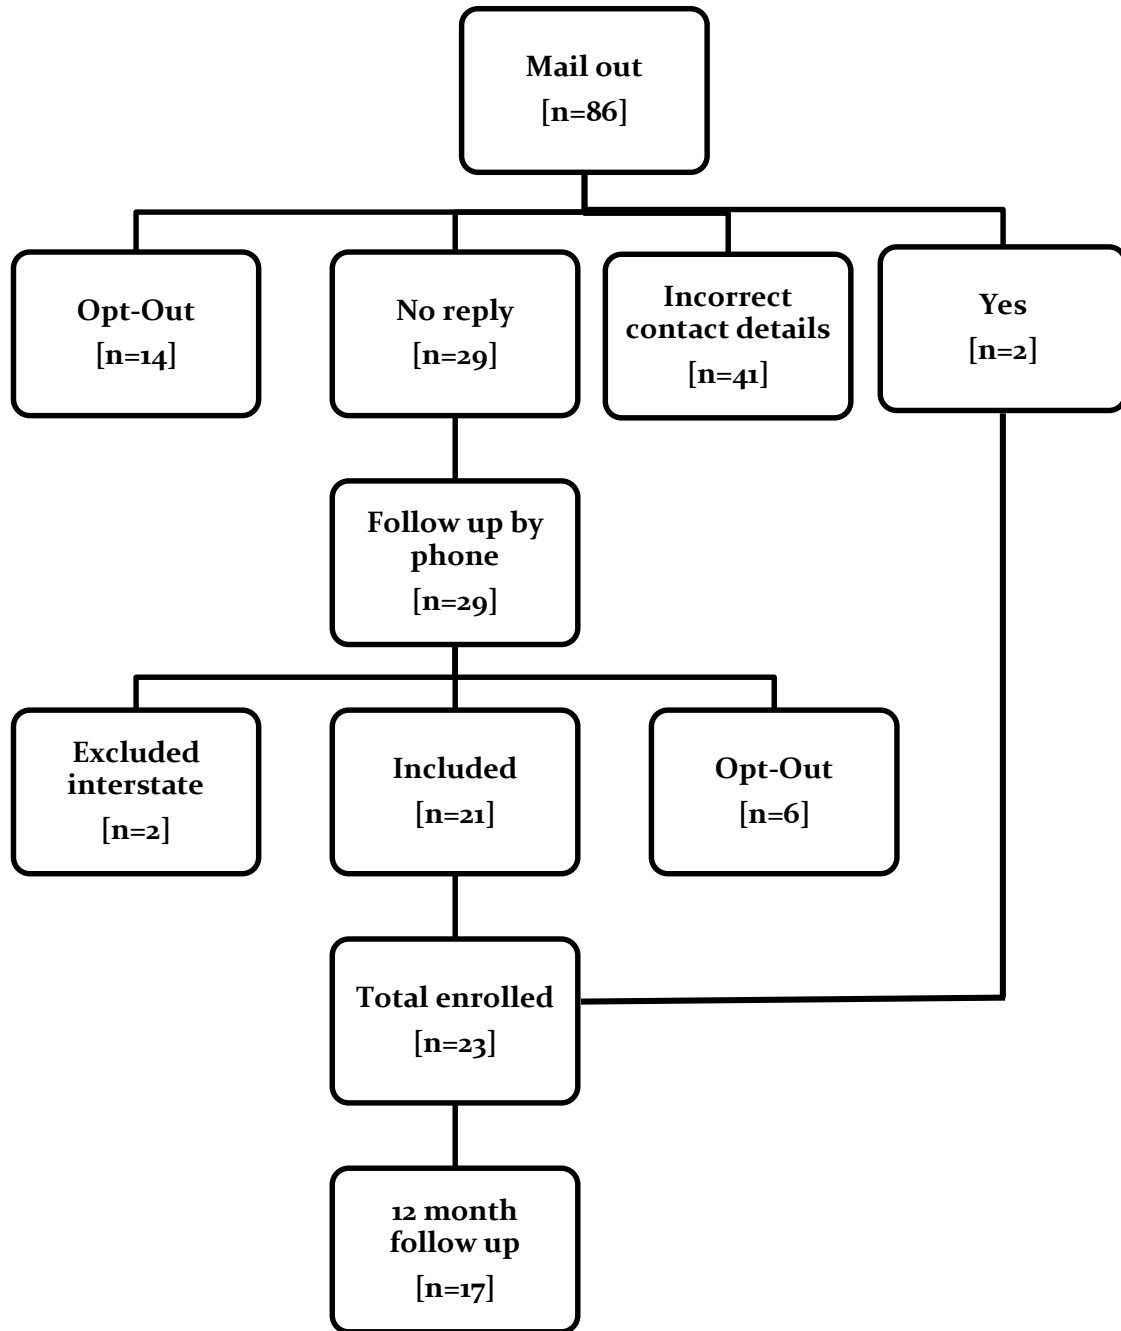 Mail out
[n=86]
Opt-Out
[n=14]
No reply
[n=29]
Incorrect
contact details
[n=41]
Yes
[n=2]
Follow up by
phone
[n=29]
Excluded
interstate
[n=2]
Included
[n=21]
Opt-Out
[n=6]
Total enrolled
[n=23]
12 month
follow up
[n=17]